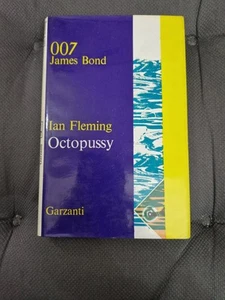 007
James Bond
Ian Fleming
Octopussy
Garzanti